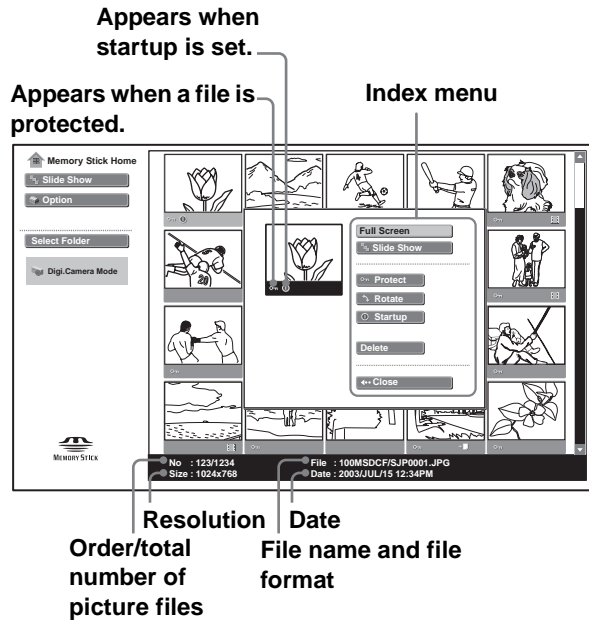 Appears when
startup is set.
Appears when a file is
protected.
Index menu
Memory Stick Home
Slide Show
Option
Select Folder
Digi.Camera Mode
Full Screen
Slide Show
Protect
Rotate
Startup
Delete
Close
20
MEMORY STICK
No : 123/1234
File : 100MSDCF/SJP0001.JPG
Size : 1024x768
Date : 2003/JUL/15 12:34PM
Resolution
Date
Order/total
number of
picture files
File name and file
format